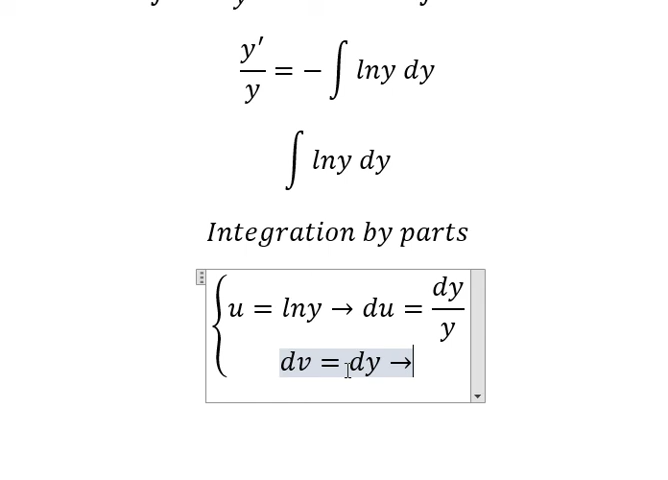 y'/y = − ∫ lny dy
∫ lny dy
Integration by parts
{ u = lny → du = dy/y
dv = dy →